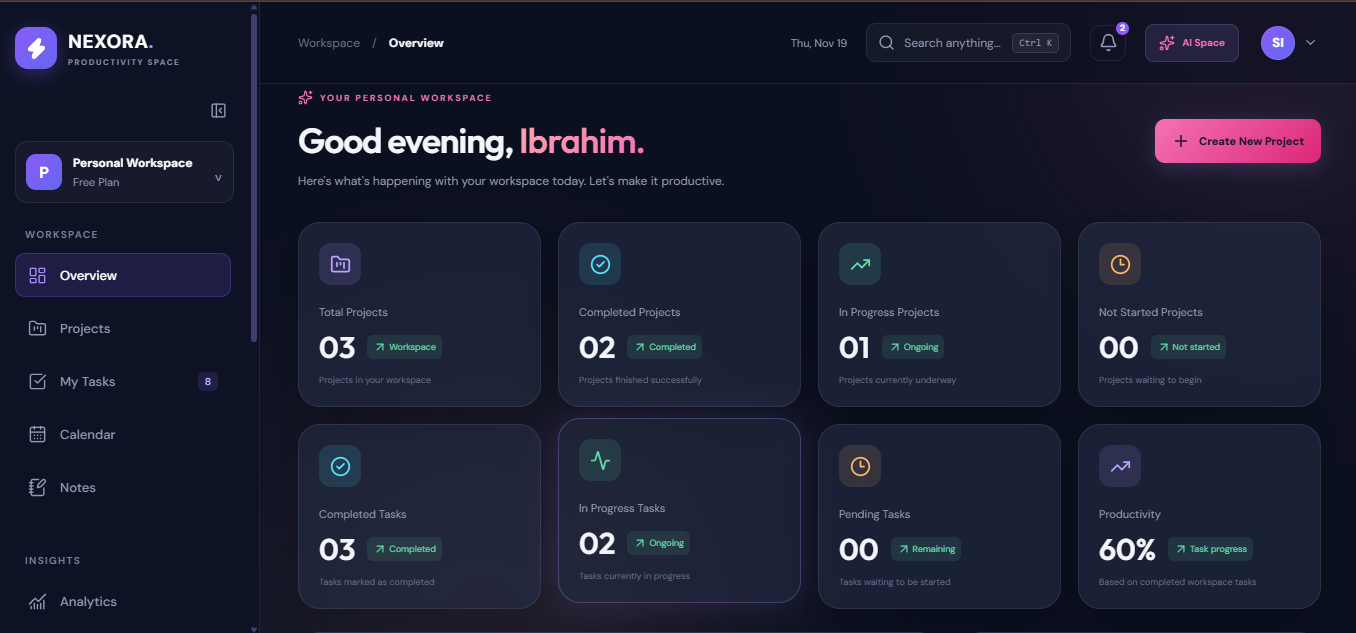 NEXORA.
PRODUCTIVITY SPACE
P
Personal Workspace
Free Plan
v
WORKSPACE
Overview
Projects
My Tasks 8
Calendar
Notes
INSIGHTS
Analytics
Workspace / Overview
Thu, Nov 19
Search anything... Ctrl K
2
AI Space
SI
YOUR PERSONAL WORKSPACE
Good evening, Ibrahim.
Here's what's happening with your workspace today. Let's make it productive.
Create New Project
Total Projects
03 Workspace
Projects in your workspace
Completed Projects
02 Completed
Projects finished successfully
In Progress Projects
01 Ongoing
Projects currently underway
Not Started Projects
00 Not started
Projects waiting to begin
Completed Tasks
03 Completed
Tasks marked as completed
In Progress Tasks
02 Ongoing
Tasks currently in progress
Pending Tasks
00 Remaining
Tasks waiting to be started
Productivity
60% Task progress
Based on completed workspace tasks